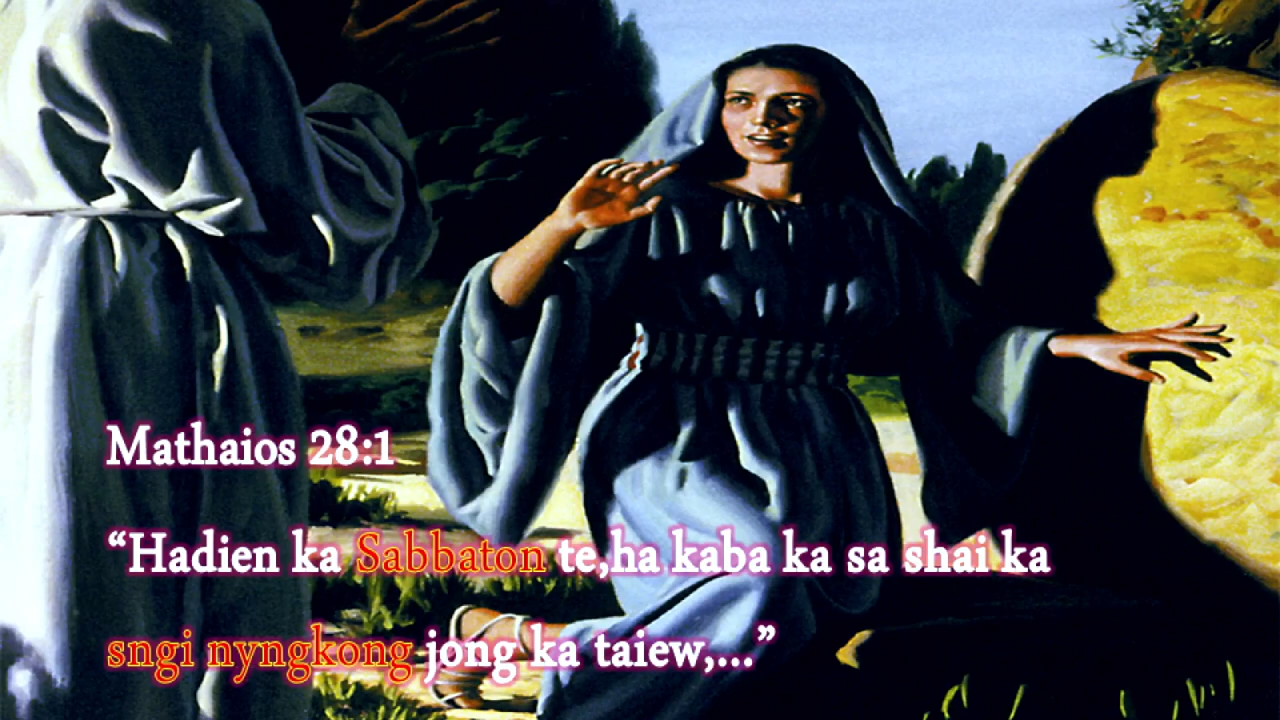 Mathaios 28:1
“Hadien ka Sabbaton te,ha kaba ka sa shai ka
sngi nyngkong jong ka taiew,...”